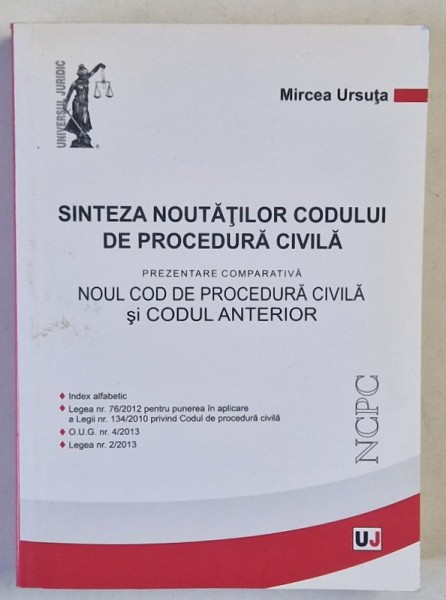 UNIVERSUL JURIDIC
Mircea Ursuţa
SINTEZA NOUTĂŢILOR CODULUI
DE PROCEDURĂ CIVILĂ
PREZENTARE COMPARATIVĂ
NOUL COD DE PROCEDURĂ CIVILĂ
şi CODUL ANTERIOR
♦ Index alfabetic
♦ Legea nr. 76/2012 pentru punerea în aplicare
a Legii nr. 134/2010 privind Codul de procedură civilă
♦ O.U.G. nr. 4/2013
♦ Legea nr. 2/2013
NCPC
UJ